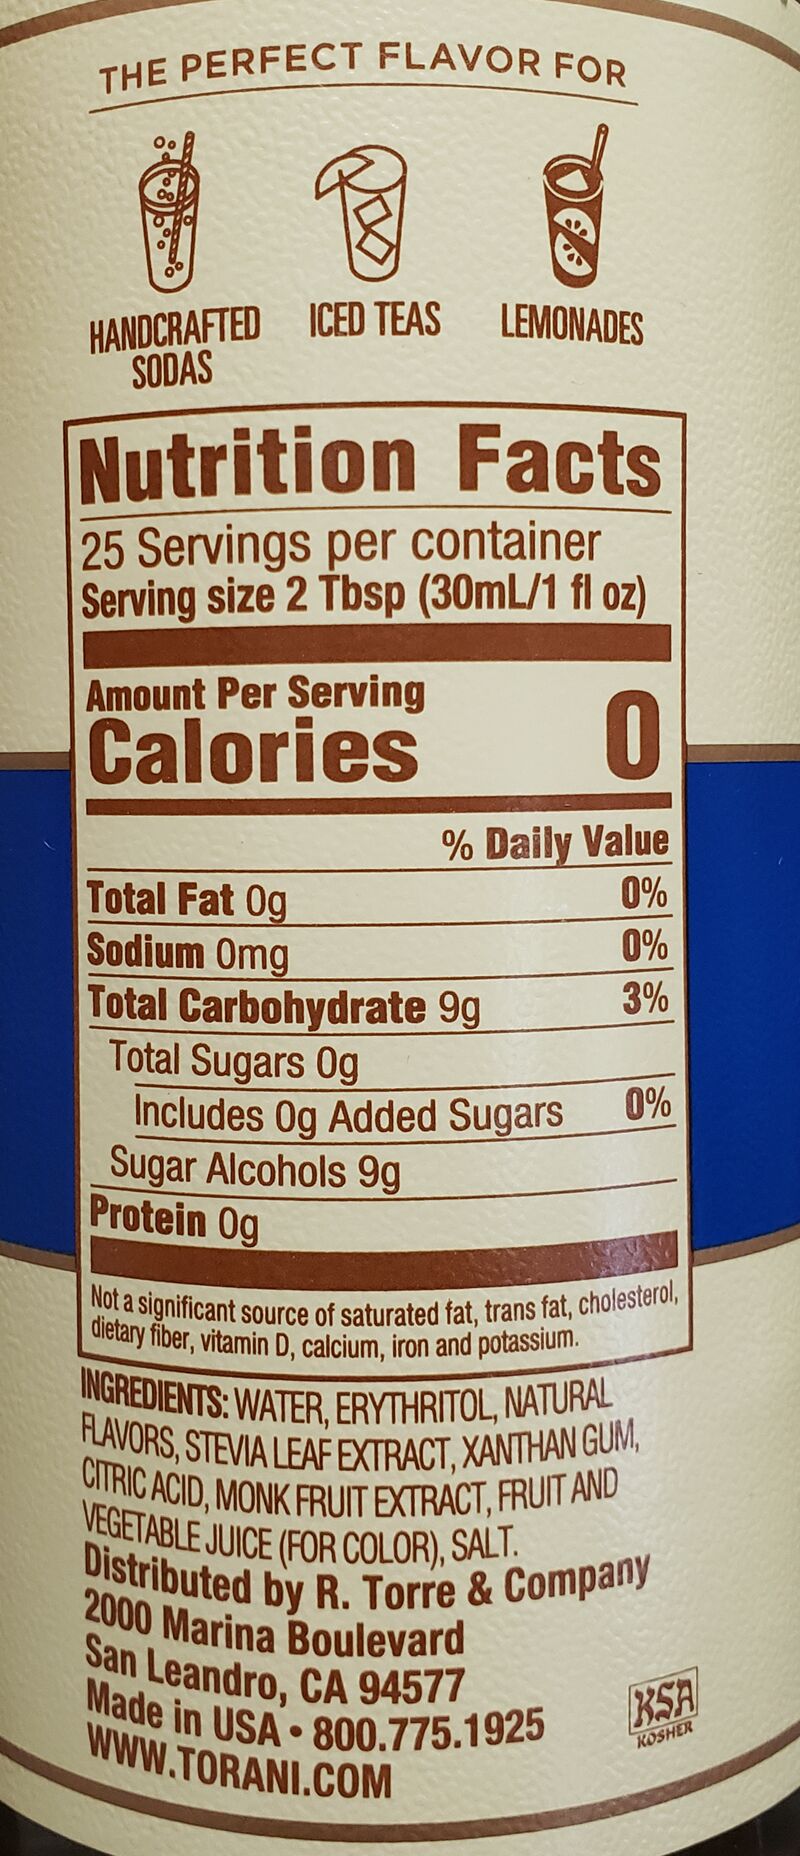 THE PERFECT FLAVOR FOR
HANDCRAFTED
SODAS
ICED TEAS
LEMONADES
Nutrition Facts
25 Servings per container
Serving size 2 Tbsp (30mL/1 fl oz)
Amount Per Serving
Calories 0
% Daily Value
Total Fat 0g 0%
Sodium 0mg 0%
Total Carbohydrate 9g 3%
Total Sugars 0g
Includes 0g Added Sugars 0%
Sugar Alcohols 9g
Protein 0g
Not a significant source of saturated fat, trans fat, cholesterol,
dietary fiber, vitamin D, calcium, iron and potassium.
INGREDIENTS: WATER, ERYTHRITOL, NATURAL
FLAVORS, STEVIA LEAF EXTRACT, XANTHAN GUM,
CITRIC ACID, MONK FRUIT EXTRACT, FRUIT AND
VEGETABLE JUICE (FOR COLOR), SALT.
Distributed by R. Torre & Company
2000 Marina Boulevard
San Leandro, CA 94577
Made in USA • 800.775.1925
WWW.TORANI.COM
KSA
KOSHER